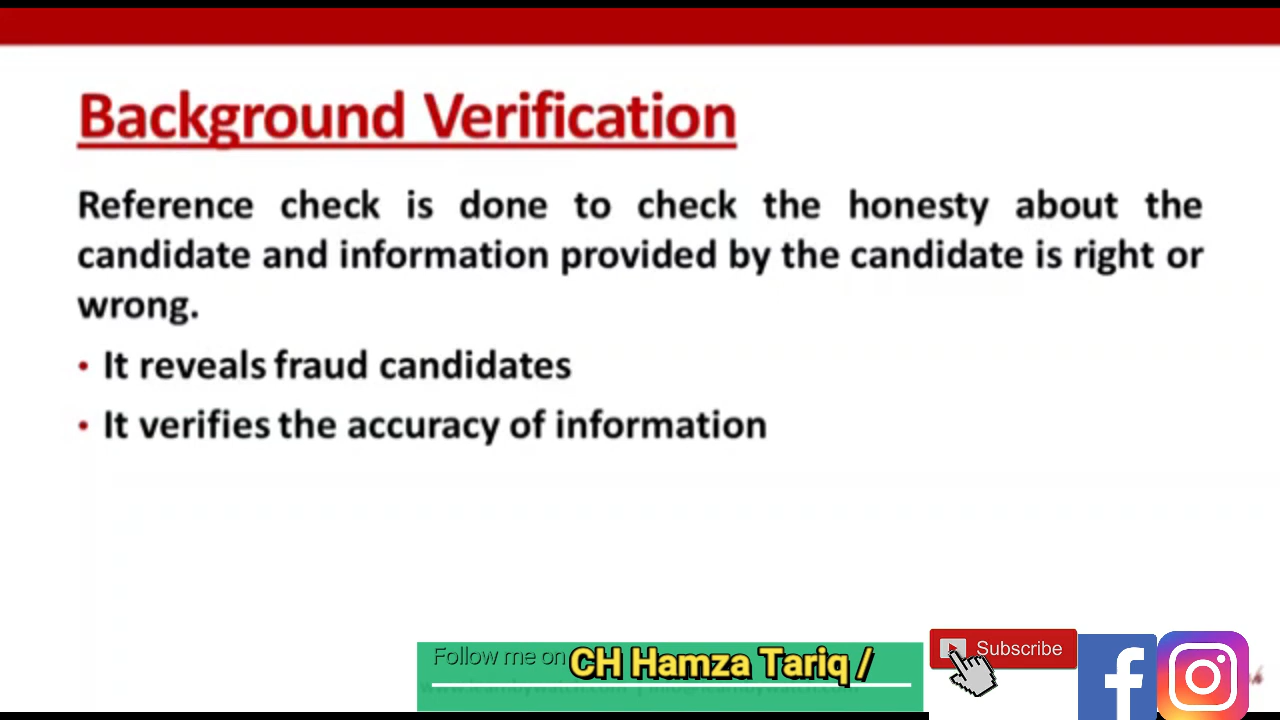 Background Verification
Reference check is done to check the honesty about the
candidate and information provided by the candidate is right or
wrong.
• It reveals fraud candidates
• It verifies the accuracy of information
Follow me on CH Hamza Tariq /
Subscribe